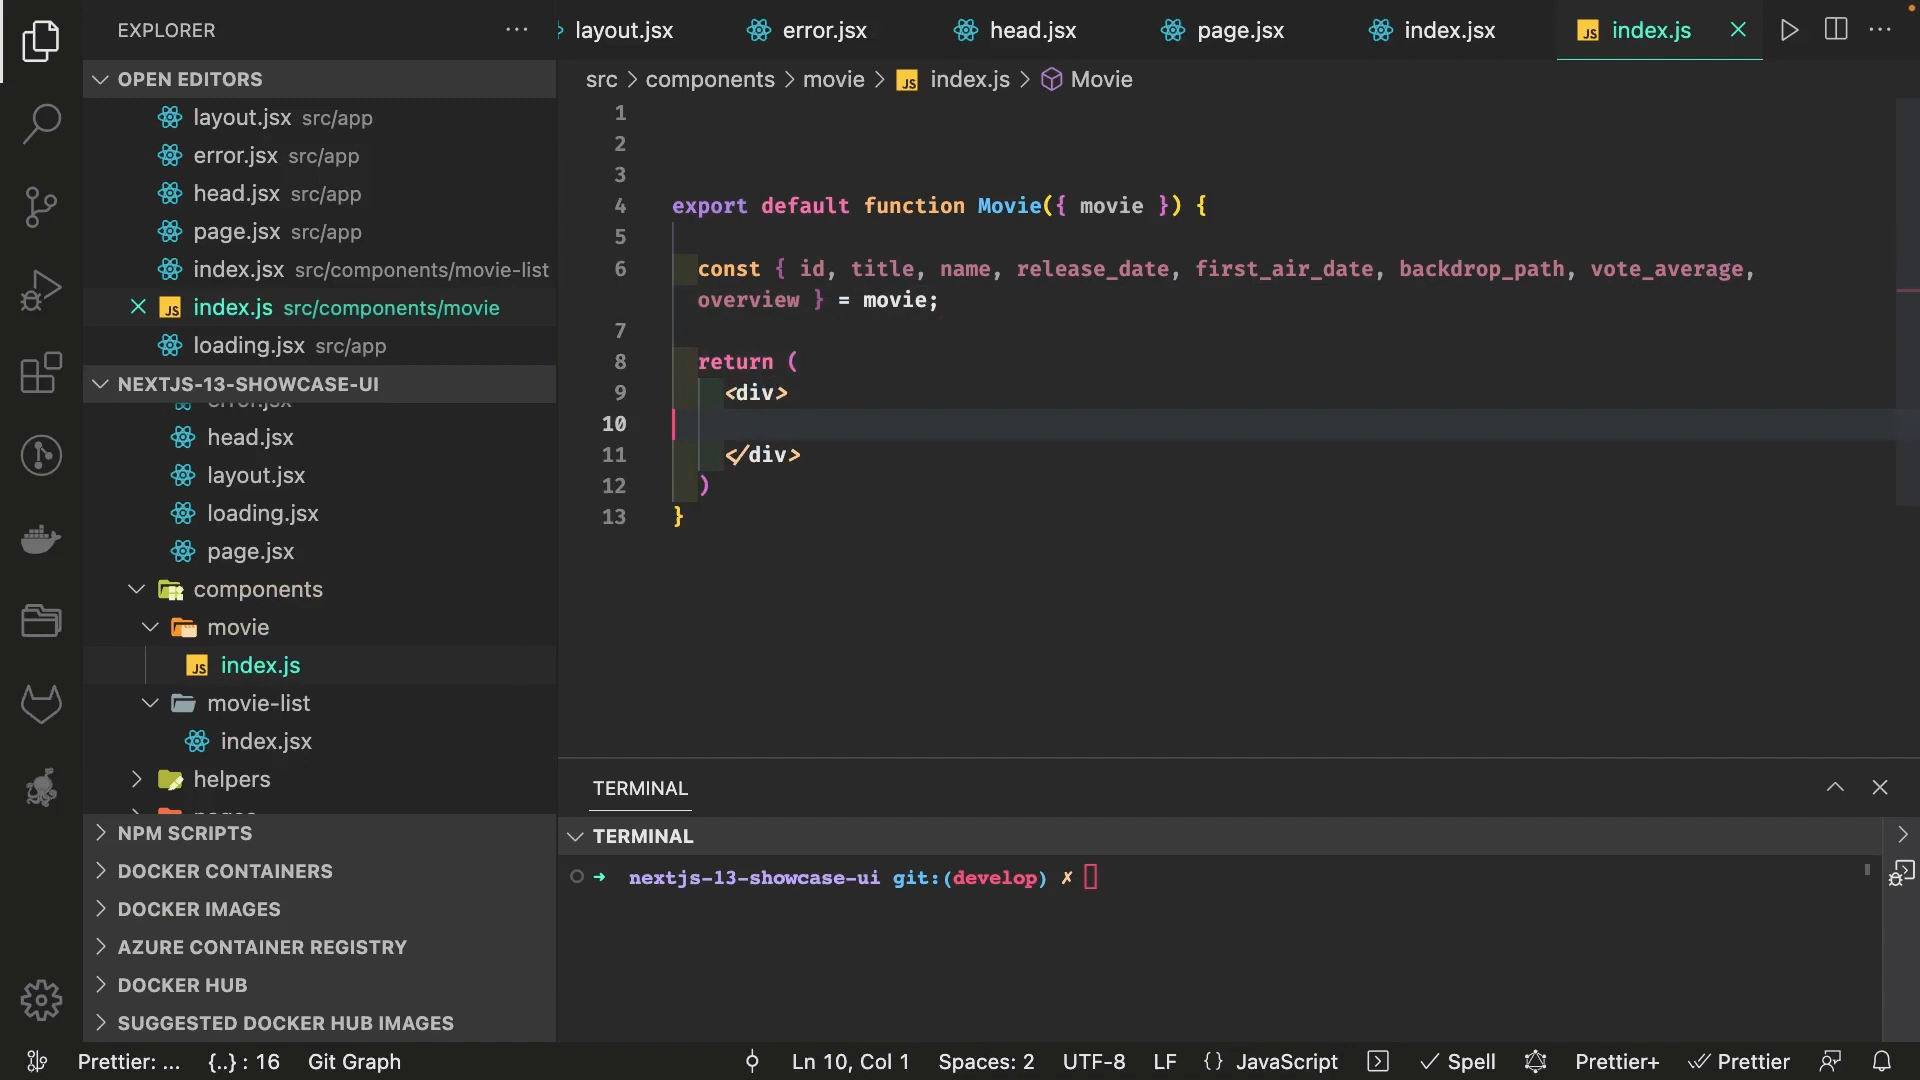 EXPLORER
layout.jsx
error.jsx
head.jsx
page.jsx
index.jsx
JS index.js
OPEN EDITORS
layout.jsx src/app
error.jsx src/app
head.jsx src/app
page.jsx src/app
index.jsx src/components/movie-list
JS index.js src/components/movie
loading.jsx src/app
NEXTJS-13-SHOWCASE-UI
error.jsx
head.jsx
layout.jsx
loading.jsx
page.jsx
components
movie
JS index.js
movie-list
index.jsx
helpers
NPM SCRIPTS
DOCKER CONTAINERS
DOCKER IMAGES
AZURE CONTAINER REGISTRY
DOCKER HUB
SUGGESTED DOCKER HUB IMAGES
src > components > movie > JS index.js > Movie
1
2
3
4 export default function Movie({ movie }) {
5
6 const { id, title, name, release_date, first_air_date, backdrop_path, vote_average,
overview } = movie;
7
8 return (
9 <div>
10
11 </div>
12 )
13 }
TERMINAL
TERMINAL
➜ nextjs-13-showcase-ui git:(develop) ✗
Prettier: ... {..} : 16 Git Graph Ln 10, Col 1 Spaces: 2 UTF-8 LF {} JavaScript Spell Prettier+ Prettier